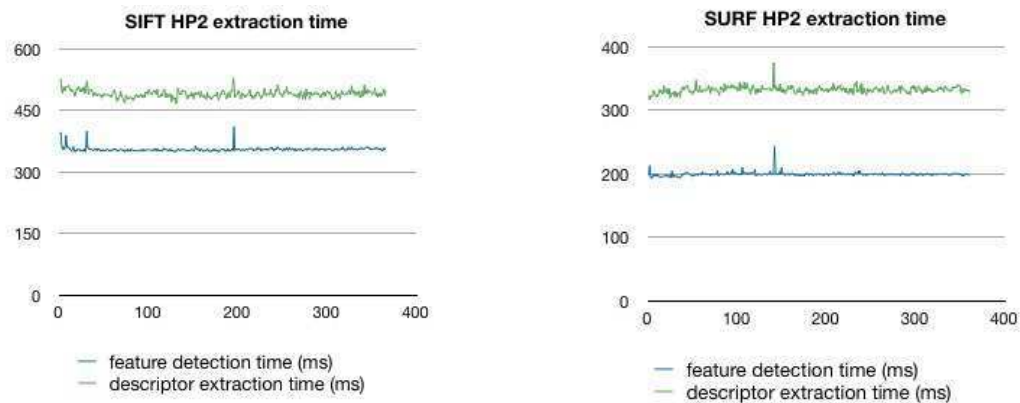 SIFT HP2 extraction time
600
450
300
150
0
0 100 200 300 400
feature detection time (ms)
descriptor extraction time (ms)
SURF HP2 extraction time
400
300
200
100
0
0 100 200 300 400
feature detection time (ms)
descriptor extraction time (ms)